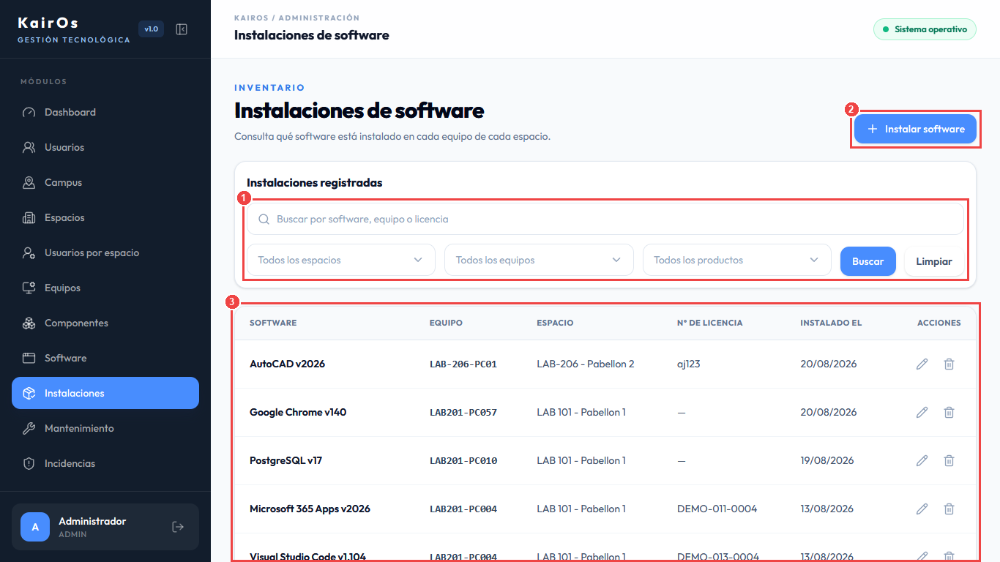 KairOs
GESTIÓN TECNOLÓGICA
v1.0
MÓDULOS
Dashboard
Usuarios
Campus
Espacios
Usuarios por espacio
Equipos
Componentes
Software
Instalaciones
Mantenimiento
Incidencias
A
Administrador
ADMIN
KAIROS / ADMINISTRACIÓN
Instalaciones de software
Sistema operativo
INVENTARIO
Instalaciones de software
Consulta qué software está instalado en cada equipo de cada espacio.
2
Instalar software
Instalaciones registradas
1
Buscar por software, equipo o licencia
Todos los espacios Todos los equipos Todos los productos Buscar Limpiar
3
SOFTWARE EQUIPO ESPACIO N° DE LICENCIA INSTALADO EL ACCIONES
AutoCAD v2026 LAB-206-PC01 LAB-206 - Pabellon 2 aj123 20/08/2026
Google Chrome v140 LAB201-PC057 LAB 101 - Pabellon 1 — 20/08/2026
PostgreSQL v17 LAB201-PC010 LAB 101 - Pabellon 1 — 19/08/2026
Microsoft 365 Apps v2026 LAB201-PC004 LAB 101 - Pabellon 1 DEMO-011-0004 13/08/2026
Visual Studio Code v1.104 LAB201-PC004 LAB 101 - Pabellon 1 DEMO-013-0004 13/08/2026